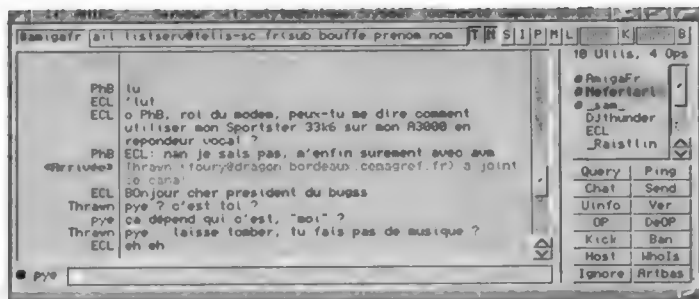 #amigafr ail listserv@telis-sc frisub bouffe prenom nom T N S I P M L K B
18 Utils, 4 Ops
PhB lu
ECL 'lut
ECL o PhB, roi du modem, peux-tu me dire comment
utiliser mon Sportster 33k6 sur mon A3000 en
repondeur vocal ?
PhB ECL: nan je sais pas, m'enfin surement avec avm
«Arrivée» Thrawn (foury@dragon.bordeaux.cemagref.fr) a joint
ce canal
ECL BOnjour cher president du bugss
Thrawn pye ? c'est toi ?
pye ça dépend qui c'est, "moi" ?
Thrawn pye laisse tomber, tu fais pas de musique ?
ECL eh eh
@AmigaFr
@Nefertari
@_sam_
DJthunder
ECL
_Raistlin
Query Ping
Chat Send
Uinfo Ver
OP DeOP
Kick Ban
Host WhoIs
Ignore Artbas
pye